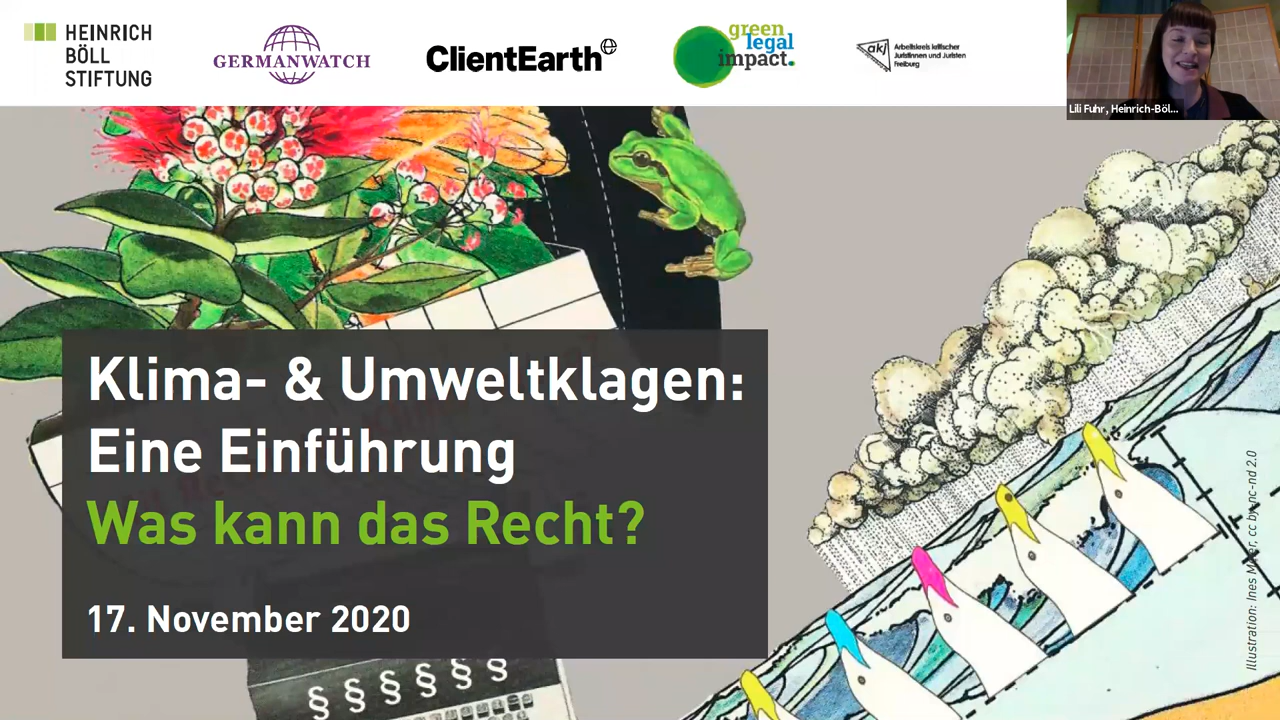 HEINRICH
BÖLL
STIFTUNG
GERMANWATCH
ClientEarth
green
legal
impact.
akj
Arbeitskreis kritischer
Juristinnen und Juristen
Freiburg
Lili Fuhr, Heinrich-Böl...
Klima- & Umweltklagen:
Eine Einführung
Was kann das Recht?
17. November 2020
§ § § § § §
Illustration: Ines Meier, cc by-nc-nd 2.0